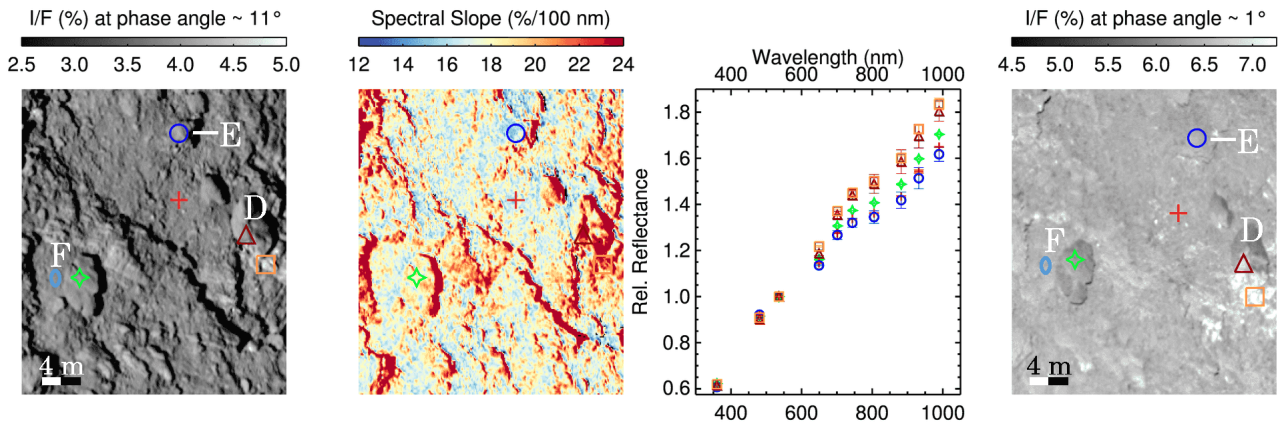 I/F (%) at phase angle ~ 11°
2.5 3.0 3.5 4.0 4.5 5.0
E
D
F
4 m
Spectral Slope (%/100 nm)
12 14 16 18 20 22 24
Wavelength (nm)
400 600 800 1000
Rel. Reflectance
1.8
1.6
1.4
1.2
1.0
0.8
0.6
400 600 800 1000
I/F (%) at phase angle ~ 1°
4.5 5.0 5.5 6.0 6.5 7.0
E
D
F
4 m